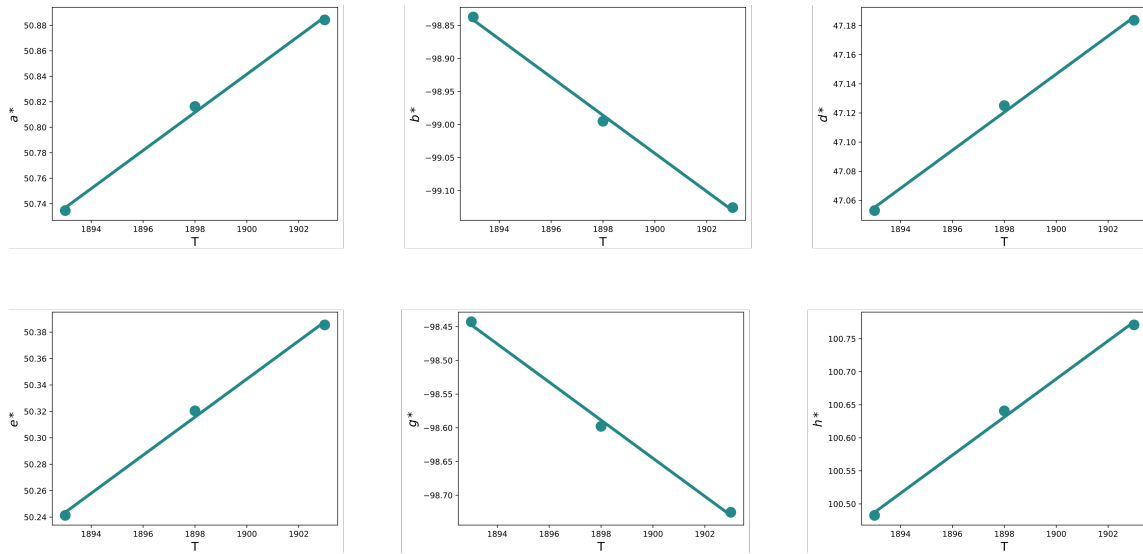 50.88
50.86
50.84
50.82
50.80
50.78
50.76
50.74
a*
1894 1896 1898 1900 1902
T
−98.85
−98.90
−98.95
−99.00
−99.05
−99.10
b*
1894 1896 1898 1900 1902
T
47.18
47.16
47.14
47.12
47.10
47.08
47.06
d*
1894 1896 1898 1900 1902
T
50.38
50.36
50.34
50.32
50.30
50.28
50.26
50.24
e*
1894 1896 1898 1900 1902
T
−98.45
−98.50
−98.55
−98.60
−98.65
−98.70
g*
1894 1896 1898 1900 1902
T
100.75
100.70
100.65
100.60
100.55
100.50
h*
1894 1896 1898 1900 1902
T